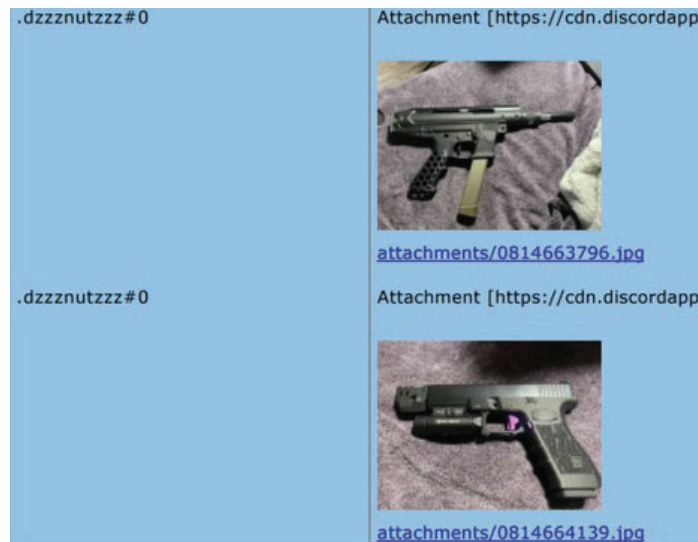 .dzzznutzzz#0
Attachment [https://cdn.discordapp
attachments/0814663796.jpg
.dzzznutzzz#0
Attachment [https://cdn.discordapp
attachments/0814664139.jpg